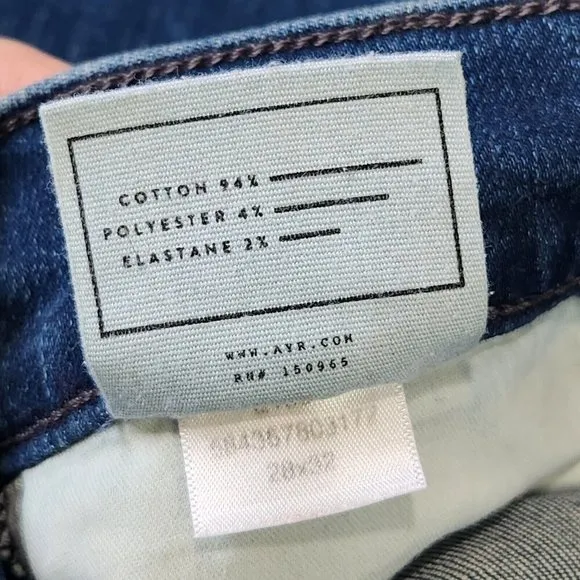 COTTON 94%
POLYESTER 4%
ELASTANE 2%
WWW.AYR.COM
RN# 150965
28x32